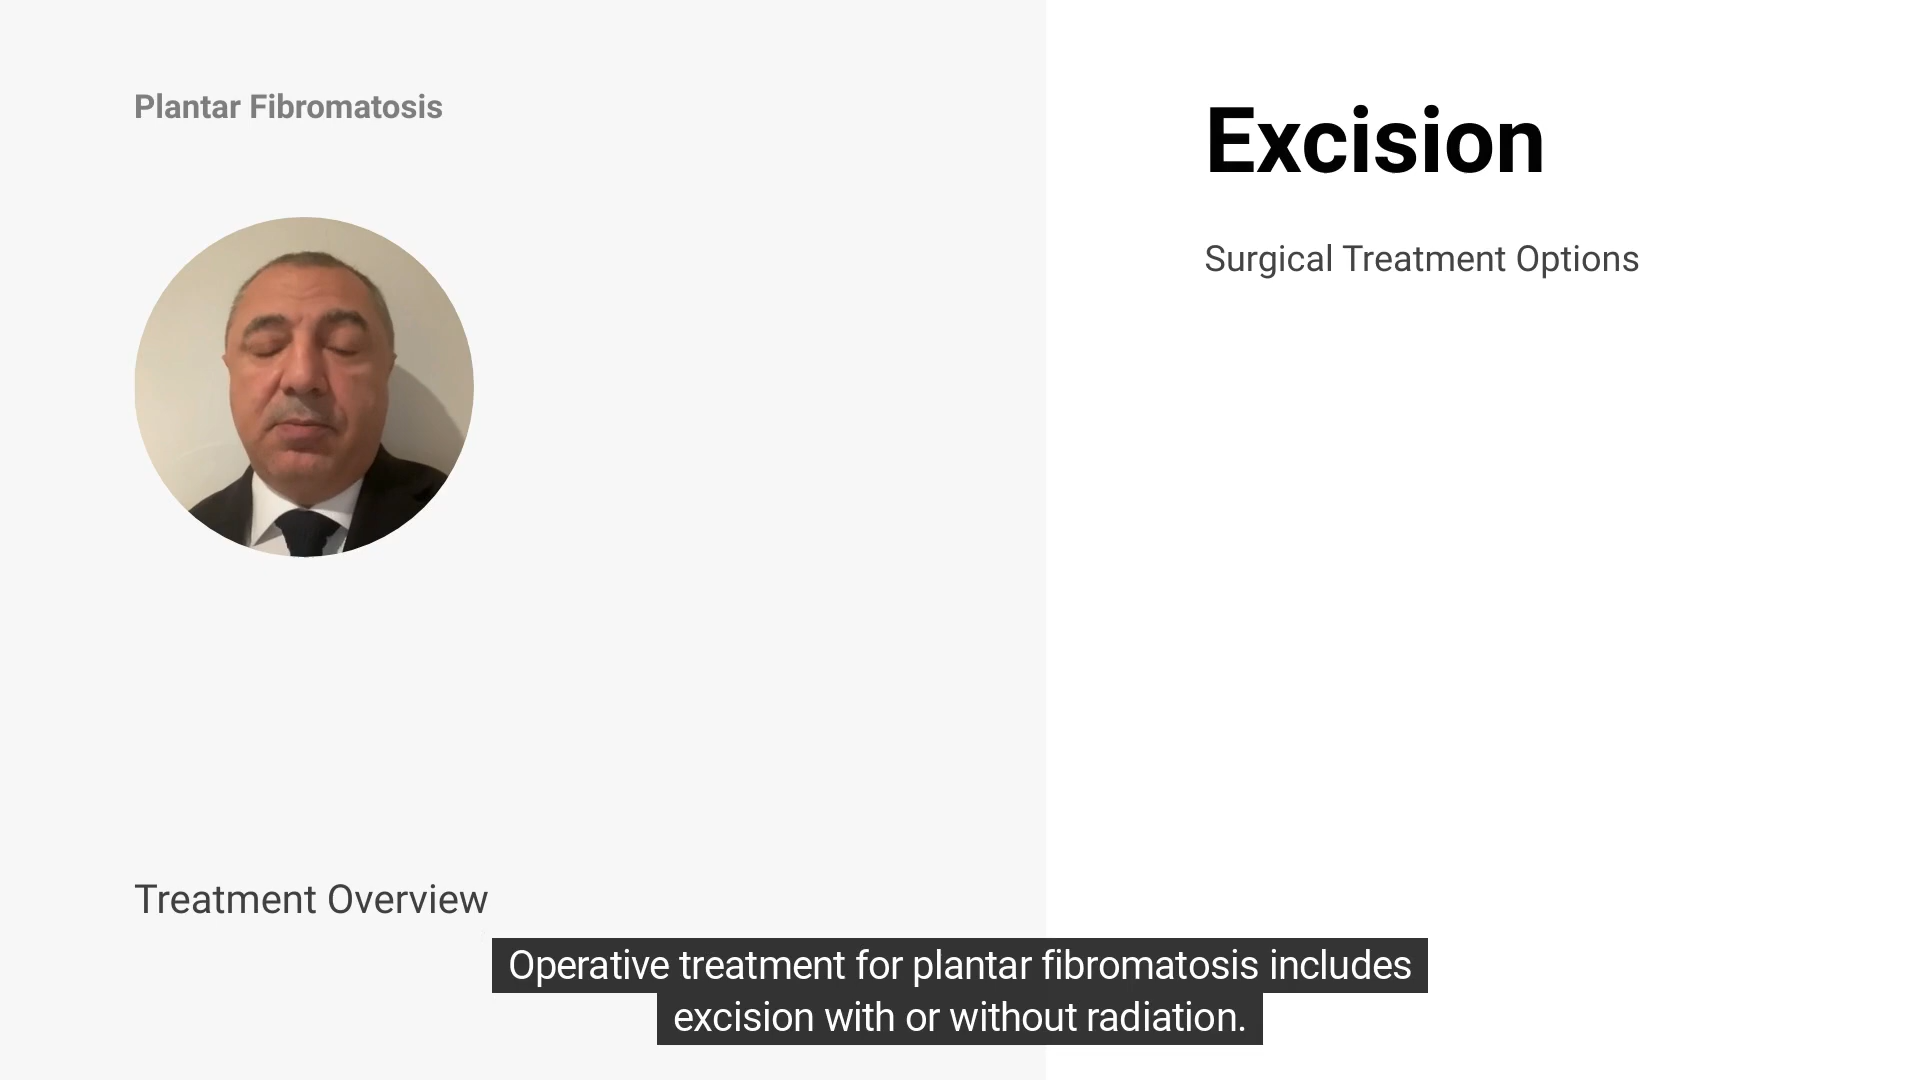 Plantar Fibromatosis
Excision
Surgical Treatment Options
Treatment Overview
Operative treatment for plantar fibromatosis includes
excision with or without radiation.